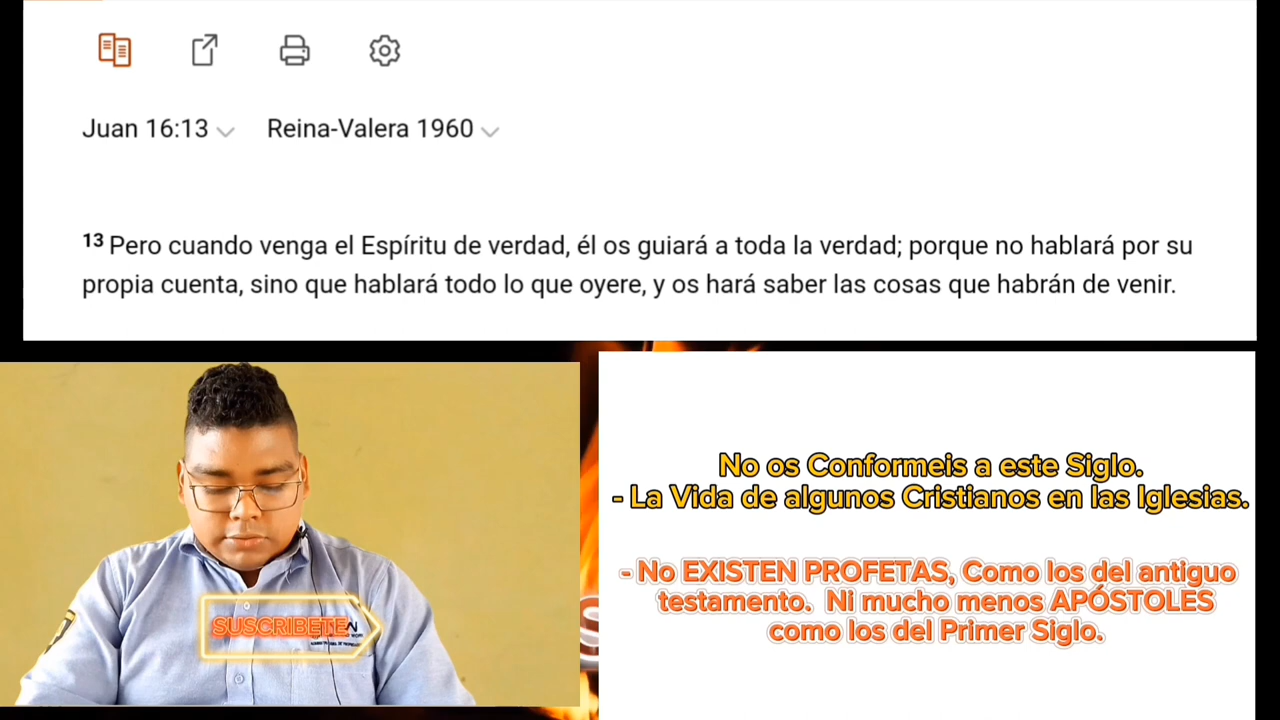 Juan 16:13 Reina-Valera 1960
13 Pero cuando venga el Espíritu de verdad, él os guiará a toda la verdad; porque no hablará por su
propia cuenta, sino que hablará todo lo que oyere, y os hará saber las cosas que habrán de venir.
No os Conformeis a este Siglo.
- La Vida de algunos Cristianos en las Iglesias.
- No EXISTEN PROFETAS, Como los del antiguo
testamento. Ni mucho menos APÓSTOLES
como los del Primer Siglo.
SUSCRIBETE